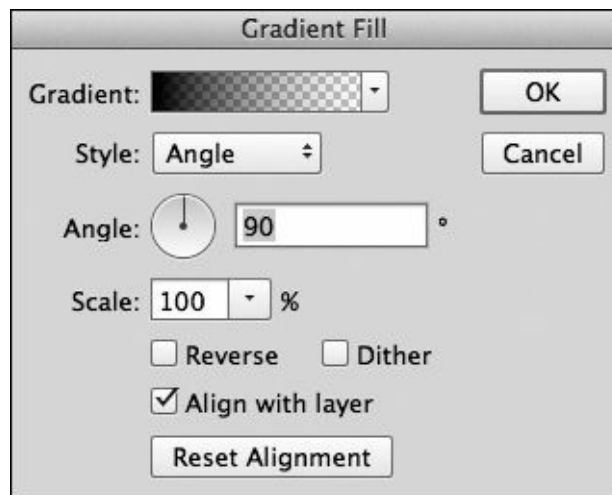 Gradient Fill
Gradient:
OK
Style: Angle
Cancel
Angle: 90 °
Scale: 100 %
Reverse Dither
Align with layer
Reset Alignment